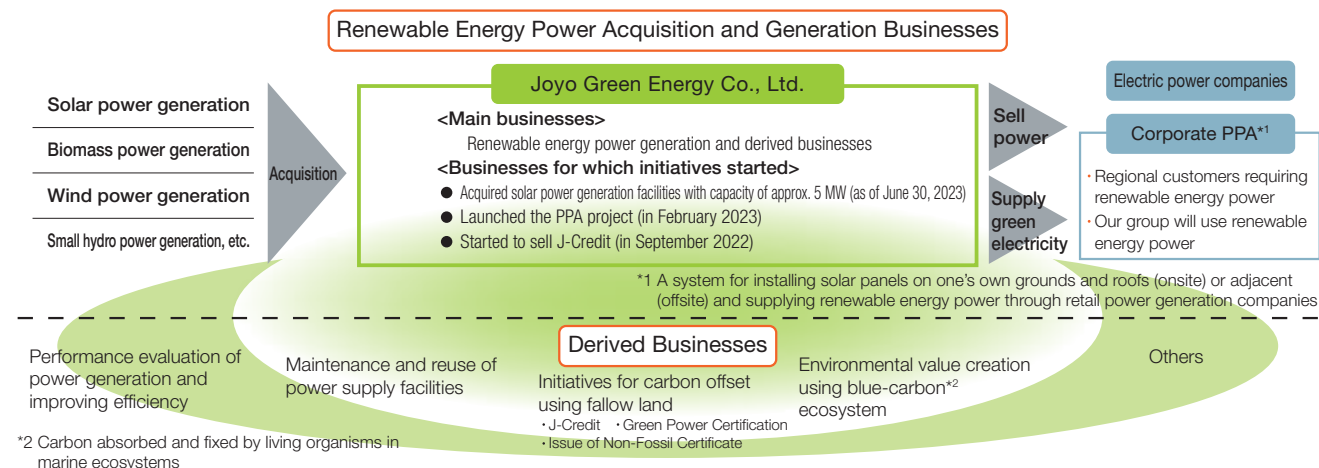 Renewable Energy Power Acquisition and Generation Businesses
Solar power generation
Biomass power generation
Wind power generation
Small hydro power generation, etc.
Acquisition
Joyo Green Energy Co., Ltd.
<Main businesses>
Renewable energy power generation and derived businesses
<Businesses for which initiatives started>
● Acquired solar power generation facilities with capacity of approx. 5 MW (as of June 30, 2023)
● Launched the PPA project (in February 2023)
● Started to sell J-Credit (in September 2022)
Sell
power
Supply
green
electricity
Electric power companies
Corporate PPA*1
・Regional customers requiring
renewable energy power
・Our group will use renewable
energy power
*1 A system for installing solar panels on one's own grounds and roofs (onsite) or adjacent
(offsite) and supplying renewable energy power through retail power generation companies
Derived Businesses
Performance evaluation of
power generation and
improving efficiency
Maintenance and reuse of
power supply facilities
Initiatives for carbon offset
using fallow land
・J-Credit ・Green Power Certification
・Issue of Non-Fossil Certificate
Environmental value creation
using blue-carbon*2
ecosystem
Others
*2 Carbon absorbed and fixed by living organisms in
marine ecosystems